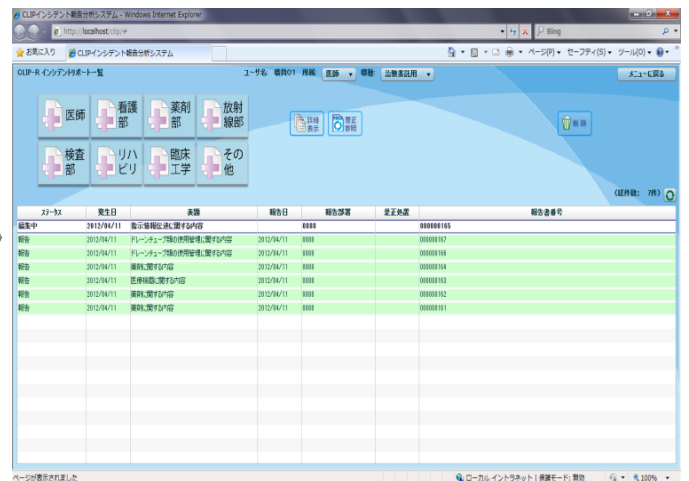 CLIPインシデント報告分析システム - Windows Internet Explorer
http://localhost/clip/#
Bing
お気に入り CLIPインシデント報告分析システム
ページ(P) セーフティ(S) ツール(O)
CLIP-R インシデントリポート一覧 ユーザ名: 職員01 所属 医師 職種 治験書記用 メニューに戻る
医師 看護部 薬剤部 放射線部
詳細表示 是正参照 削除
検査部 リハビリ 臨床工学 その他
(延件数: 7件)
ステータス 発生日 表題 報告日 報告部署 是正処置 報告書番号
編集中 2012/04/11 指示情報伝達に関する内容 8888 000000165
報告 2012/04/11 ドレーンチューブ類の使用管理に関する内容 2012/04/11 8888 000000167
報告 2012/04/11 ドレーンチューブ類の使用管理に関する内容 2012/04/11 8888 000000166
報告 2012/04/11 薬剤に関する内容 2012/04/11 8888 000000164
報告 2012/04/11 医療機器に関する内容 2012/04/11 8888 000000163
報告 2012/04/11 薬剤に関する内容 2012/04/11 8888 000000162
報告 2012/04/11 薬剤に関する内容 2012/04/11 8888 000000161
ページが表示されました ローカル イントラネット | 保護モード: 無効 100%